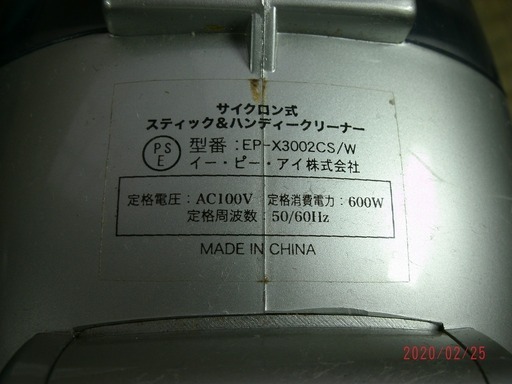 サイクロン式
スティック&ハンディークリーナー
PS
E
型番:EP-X3002CS/W
イー・ピー・アイ株式会社
定格電圧:AC100V 定格消費電力:600W
定格周波数:50/60Hz
MADE IN CHINA
2020/02/25